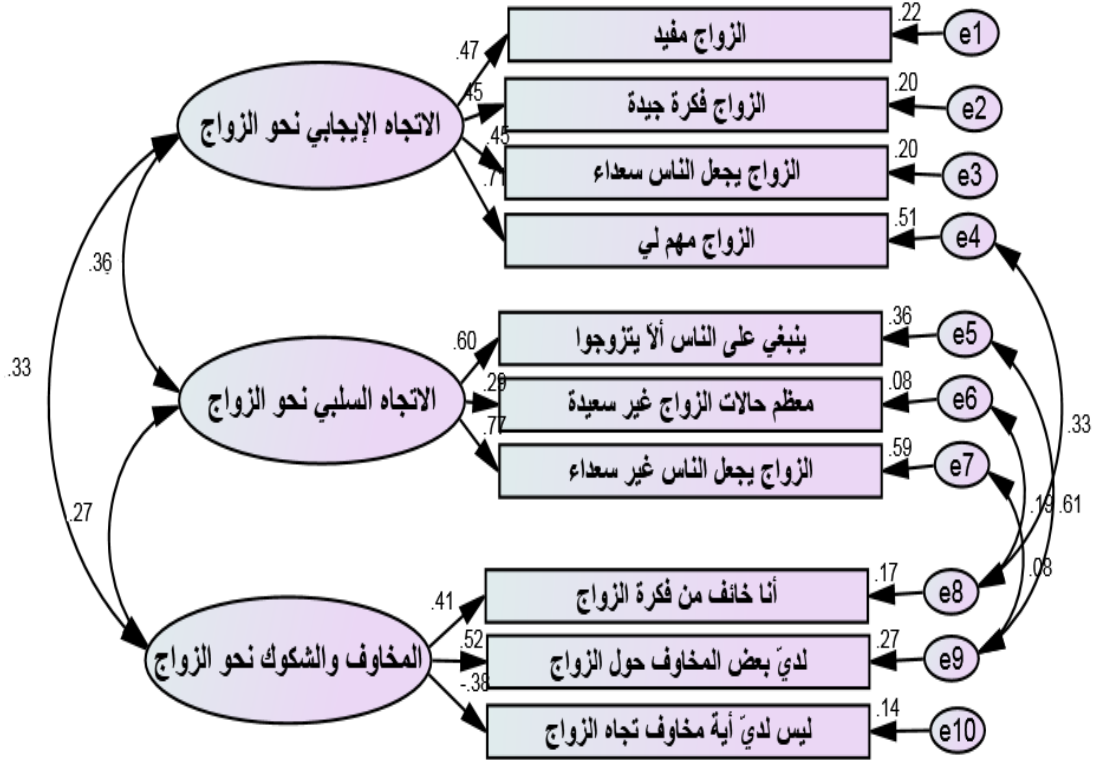 الزواج مفيد
.22
e1
.47
الزواج فكرة جيدة
.20
e2
.45
الاتجاه الإيجابي نحو الزواج
الزواج يجعل الناس سعداء
.20
e3
.45
.71
الزواج مهم لي
.51
e4
.36
.33
ينبغي على الناس ألاّ يتزوجوا
.36
e5
.60
معظم حالات الزواج غير سعيدة
.08
e6
.29
الاتجاه السلبي نحو الزواج
.77
الزواج يجعل الناس غير سعداء
.59
e7
.33
.19
.61
.27
.08
أنا خائف من فكرة الزواج
.17
e8
.41
لديّ بعض المخاوف حول الزواج
.27
e9
.52
المخاوف والشكوك نحو الزواج
-.38
ليس لديّ أية مخاوف تجاه الزواج
.14
e10